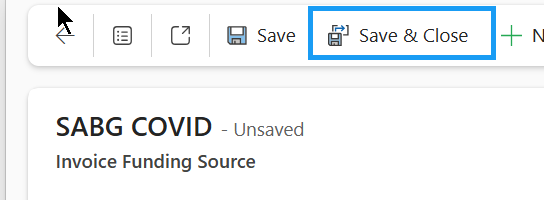 Save Save & Close N
SABG COVID - Unsaved
Invoice Funding Source